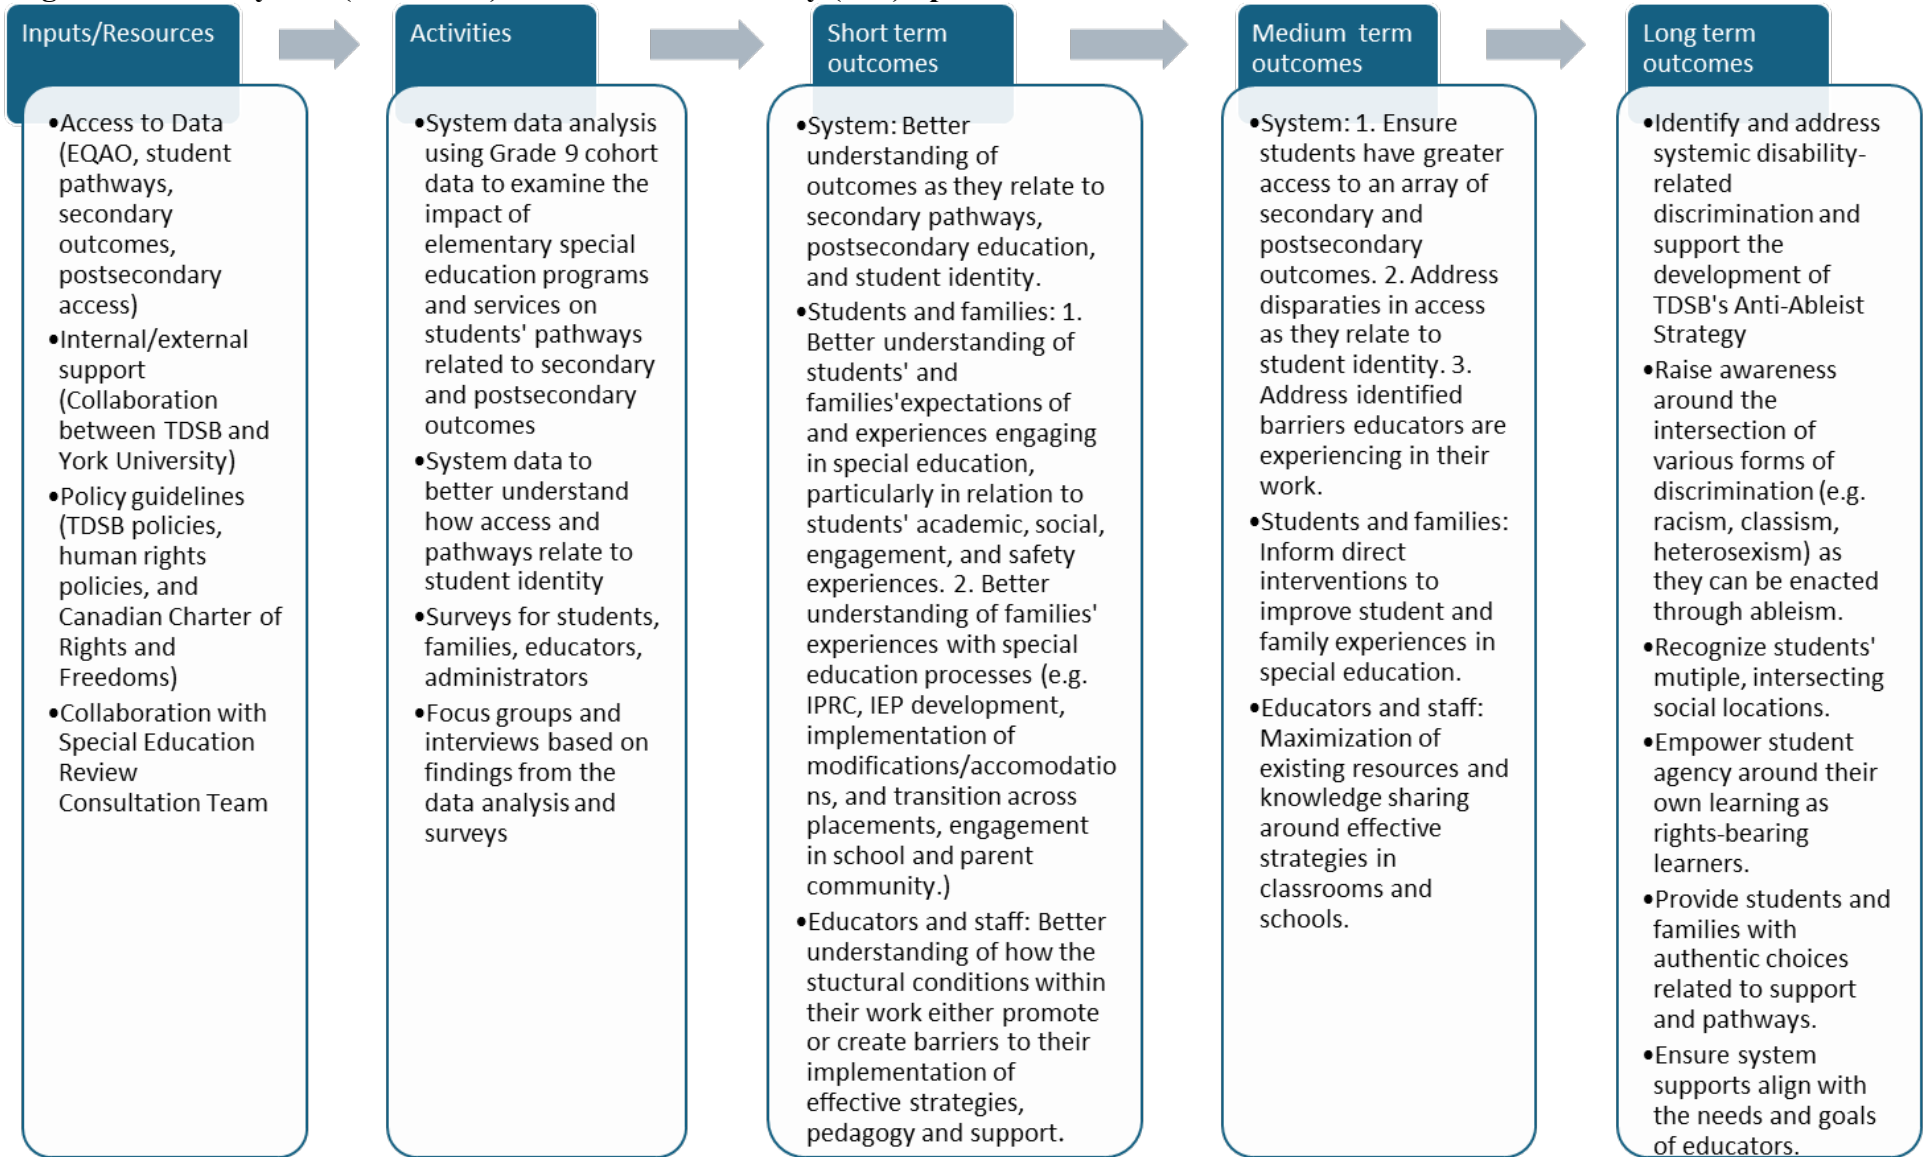 Inputs/Resources
•Access to Data
(EQAO, student
pathways,
secondary
outcomes,
postsecondary
access)
•Internal/external
support
(Collaboration
between TDSB and
York University)
•Policy guidelines
(TDSB policies,
human rights
policies, and
Canadian Charter of
Rights and
Freedoms)
•Collaboration with
Special Education
Review
Consultation Team
Activities
•System data analysis
using Grade 9 cohort
data to examine the
impact of
elementary special
education programs
and services on
students' pathways
related to secondary
and postsecondary
outcomes
•System data to
better understand
how access and
pathways relate to
student identity
•Surveys for students,
families, educators,
administrators
•Focus groups and
interviews based on
findings from the
data analysis and
surveys
Short term
outcomes
•System: Better
understanding of
outcomes as they relate to
secondary pathways,
postsecondary education,
and student identity.
•Students and families: 1.
Better understanding of
students' and
families'expectations of
and experiences engaging
in special education,
particularly in relation to
students' academic, social,
engagement, and safety
experiences. 2. Better
understanding of families'
experiences with special
education processes (e.g.
IPRC, IEP development,
implementation of
modifications/accomodatio
ns, and transition across
placements, engagement
in school and parent
community.)
•Educators and staff: Better
understanding of how the
stuctural conditions within
their work either promote
or create barriers to their
implementation of
effective strategies,
pedagogy and support.
Medium term
outcomes
•System: 1. Ensure
students have greater
access to an array of
secondary and
postsecondary
outcomes. 2. Address
disparaties in access
as they relate to
student identity. 3.
Address identified
barriers educators are
experiencing in their
work.
•Students and families:
Inform direct
interventions to
improve student and
family experiences in
special education.
•Educators and staff:
Maximization of
existing resources and
knowledge sharing
around effective
strategies in
classrooms and
schools.
Long term
outcomes
•Identify and address
systemic disability-
related
discrimination and
support the
development of
TDSB's Anti-Ableist
Strategy
•Raise awareness
around the
intersection of
various forms of
discrimination (e.g.
racism, classism,
heterosexism) as
they can be enacted
through ableism.
•Recognize students'
mutiple, intersecting
social locations.
•Empower student
agency around their
own learning as
rights-bearing
learners.
•Provide students and
families with
authentic choices
related to support
and pathways.
•Ensure system
supports align with
the needs and goals
of educators.